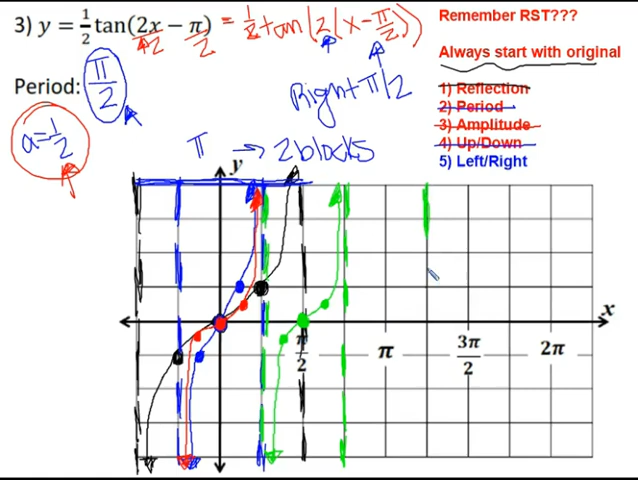 3) y = 1/2 tan(2x − π) = 1/2 tan(2(x − π/2))
÷2 2
Period: π/2
Right π/2
a = 1/2
π → 2 blocks
Remember RST???
Always start with original
1) Reflection
2) Period
3) Amplitude
4) Up/Down
5) Left/Right
y
x
π/2 π 3π/2 2π